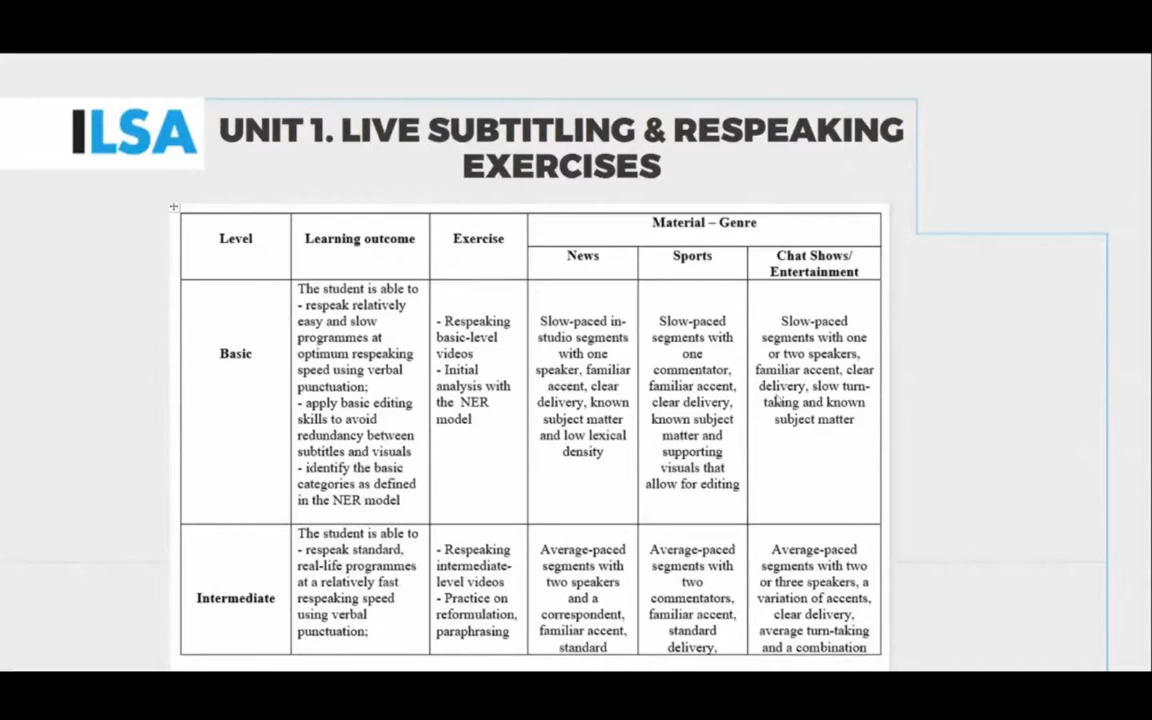 ILSA
UNIT 1. LIVE SUBTITLING & RESPEAKING
EXERCISES
Level
Learning outcome
Exercise
Material – Genre
News
Sports
Chat Shows/
Entertainment
Basic
The student is able to
- respeak relatively
easy and slow
programmes at
optimum respeaking
speed using verbal
punctuation;
- apply basic editing
skills to avoid
redundancy between
subtitles and visuals
- identify the basic
categories as defined
in the NER model
- Respeaking
basic-level
videos
- Initial
analysis with
the NER
model
Slow-paced in-
studio segments
with one
speaker, familiar
accent, clear
delivery, known
subject matter
and low lexical
density
Slow-paced
segments with
one
commentator,
familiar accent,
clear delivery,
known subject
matter and
supporting
visuals that
allow for editing
Slow-paced
segments with one
or two speakers,
familiar accent, clear
delivery, slow turn-
taking and known
subject matter
Intermediate
The student is able to
- respeak standard,
real-life programmes
at a relatively fast
respeaking speed
using verbal
punctuation;
- Respeaking
intermediate-
level videos
- Practice on
reformulation,
paraphrasing
Average-paced
segments with
two speakers
and a
correspondent,
familiar accent,
standard
Average-paced
segments with
two
commentators,
familiar accent,
standard
delivery,
Average-paced
segments with two
or three speakers, a
variation of accents,
clear delivery,
average turn-taking
and a combination